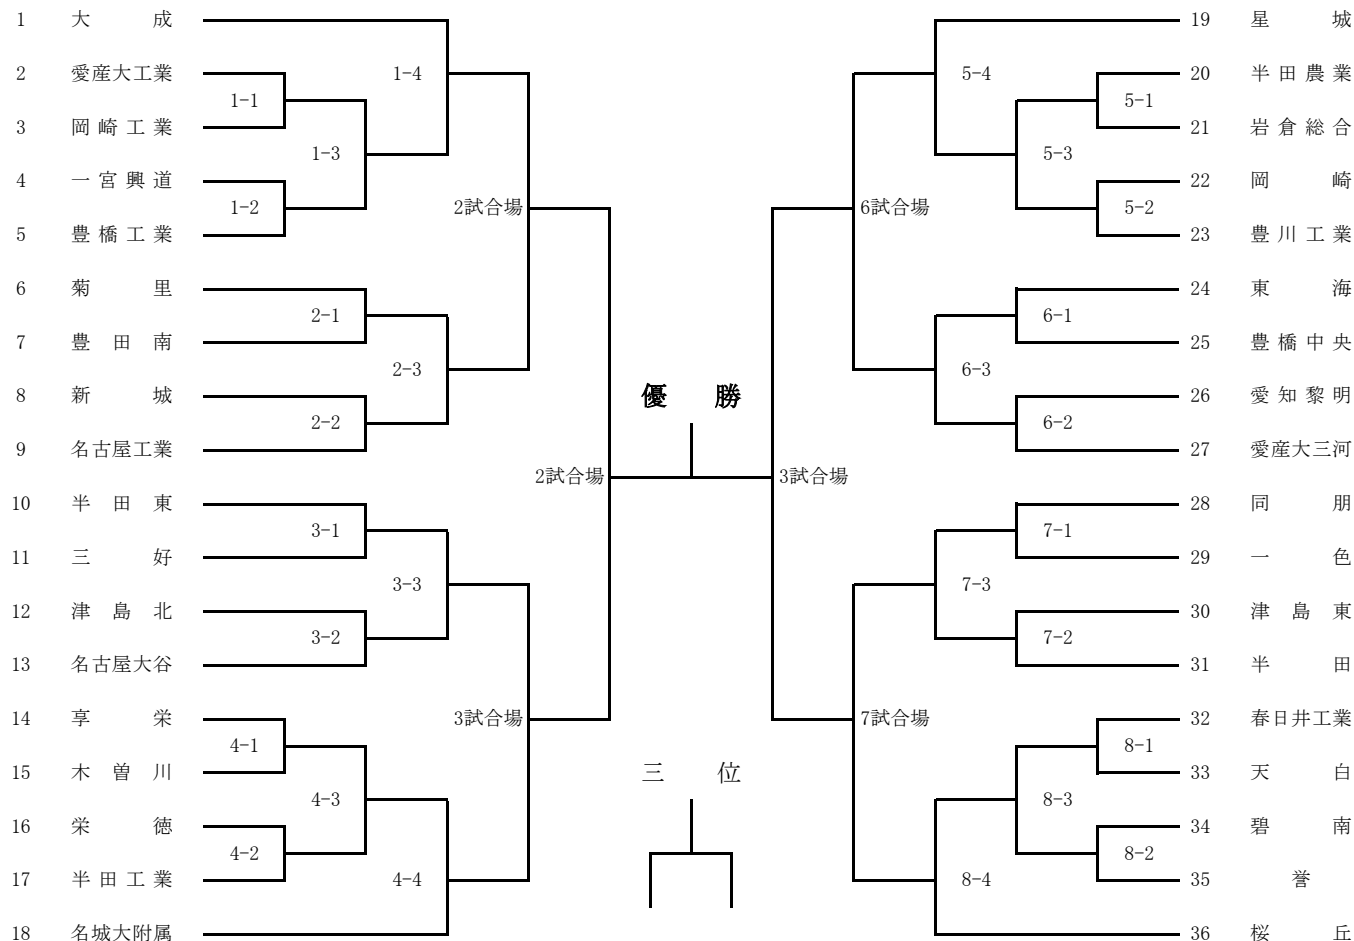 1 大成
19 星城
2 愛産大工業
1-4
5-4
20 半田農業
1-1
5-1
3 岡崎工業
21 岩倉総合
1-3
5-3
4 一宮興道
22 岡崎
1-2
2試合場
6試合場
5-2
5 豊橋工業
23 豊川工業
6 菊里
24 東海
2-1
6-1
7 豊田南
25 豊橋中央
2-3
6-3
8 新城
優勝
26 愛知黎明
2-2
6-2
9 名古屋工業
27 愛産大三河
2試合場
3試合場
10 半田東
28 同朋
3-1
7-1
11 三好
29 一色
3-3
7-3
12 津島北
30 津島東
3-2
7-2
13 名古屋大谷
31 半田
14 享栄
3試合場
7試合場
32 春日井工業
4-1
8-1
15 木曽川
三位
33 天白
4-3
8-3
16 栄徳
34 碧南
4-2
8-2
17 半田工業
4-4
8-4
35 誉
18 名城大附属
36 桜丘